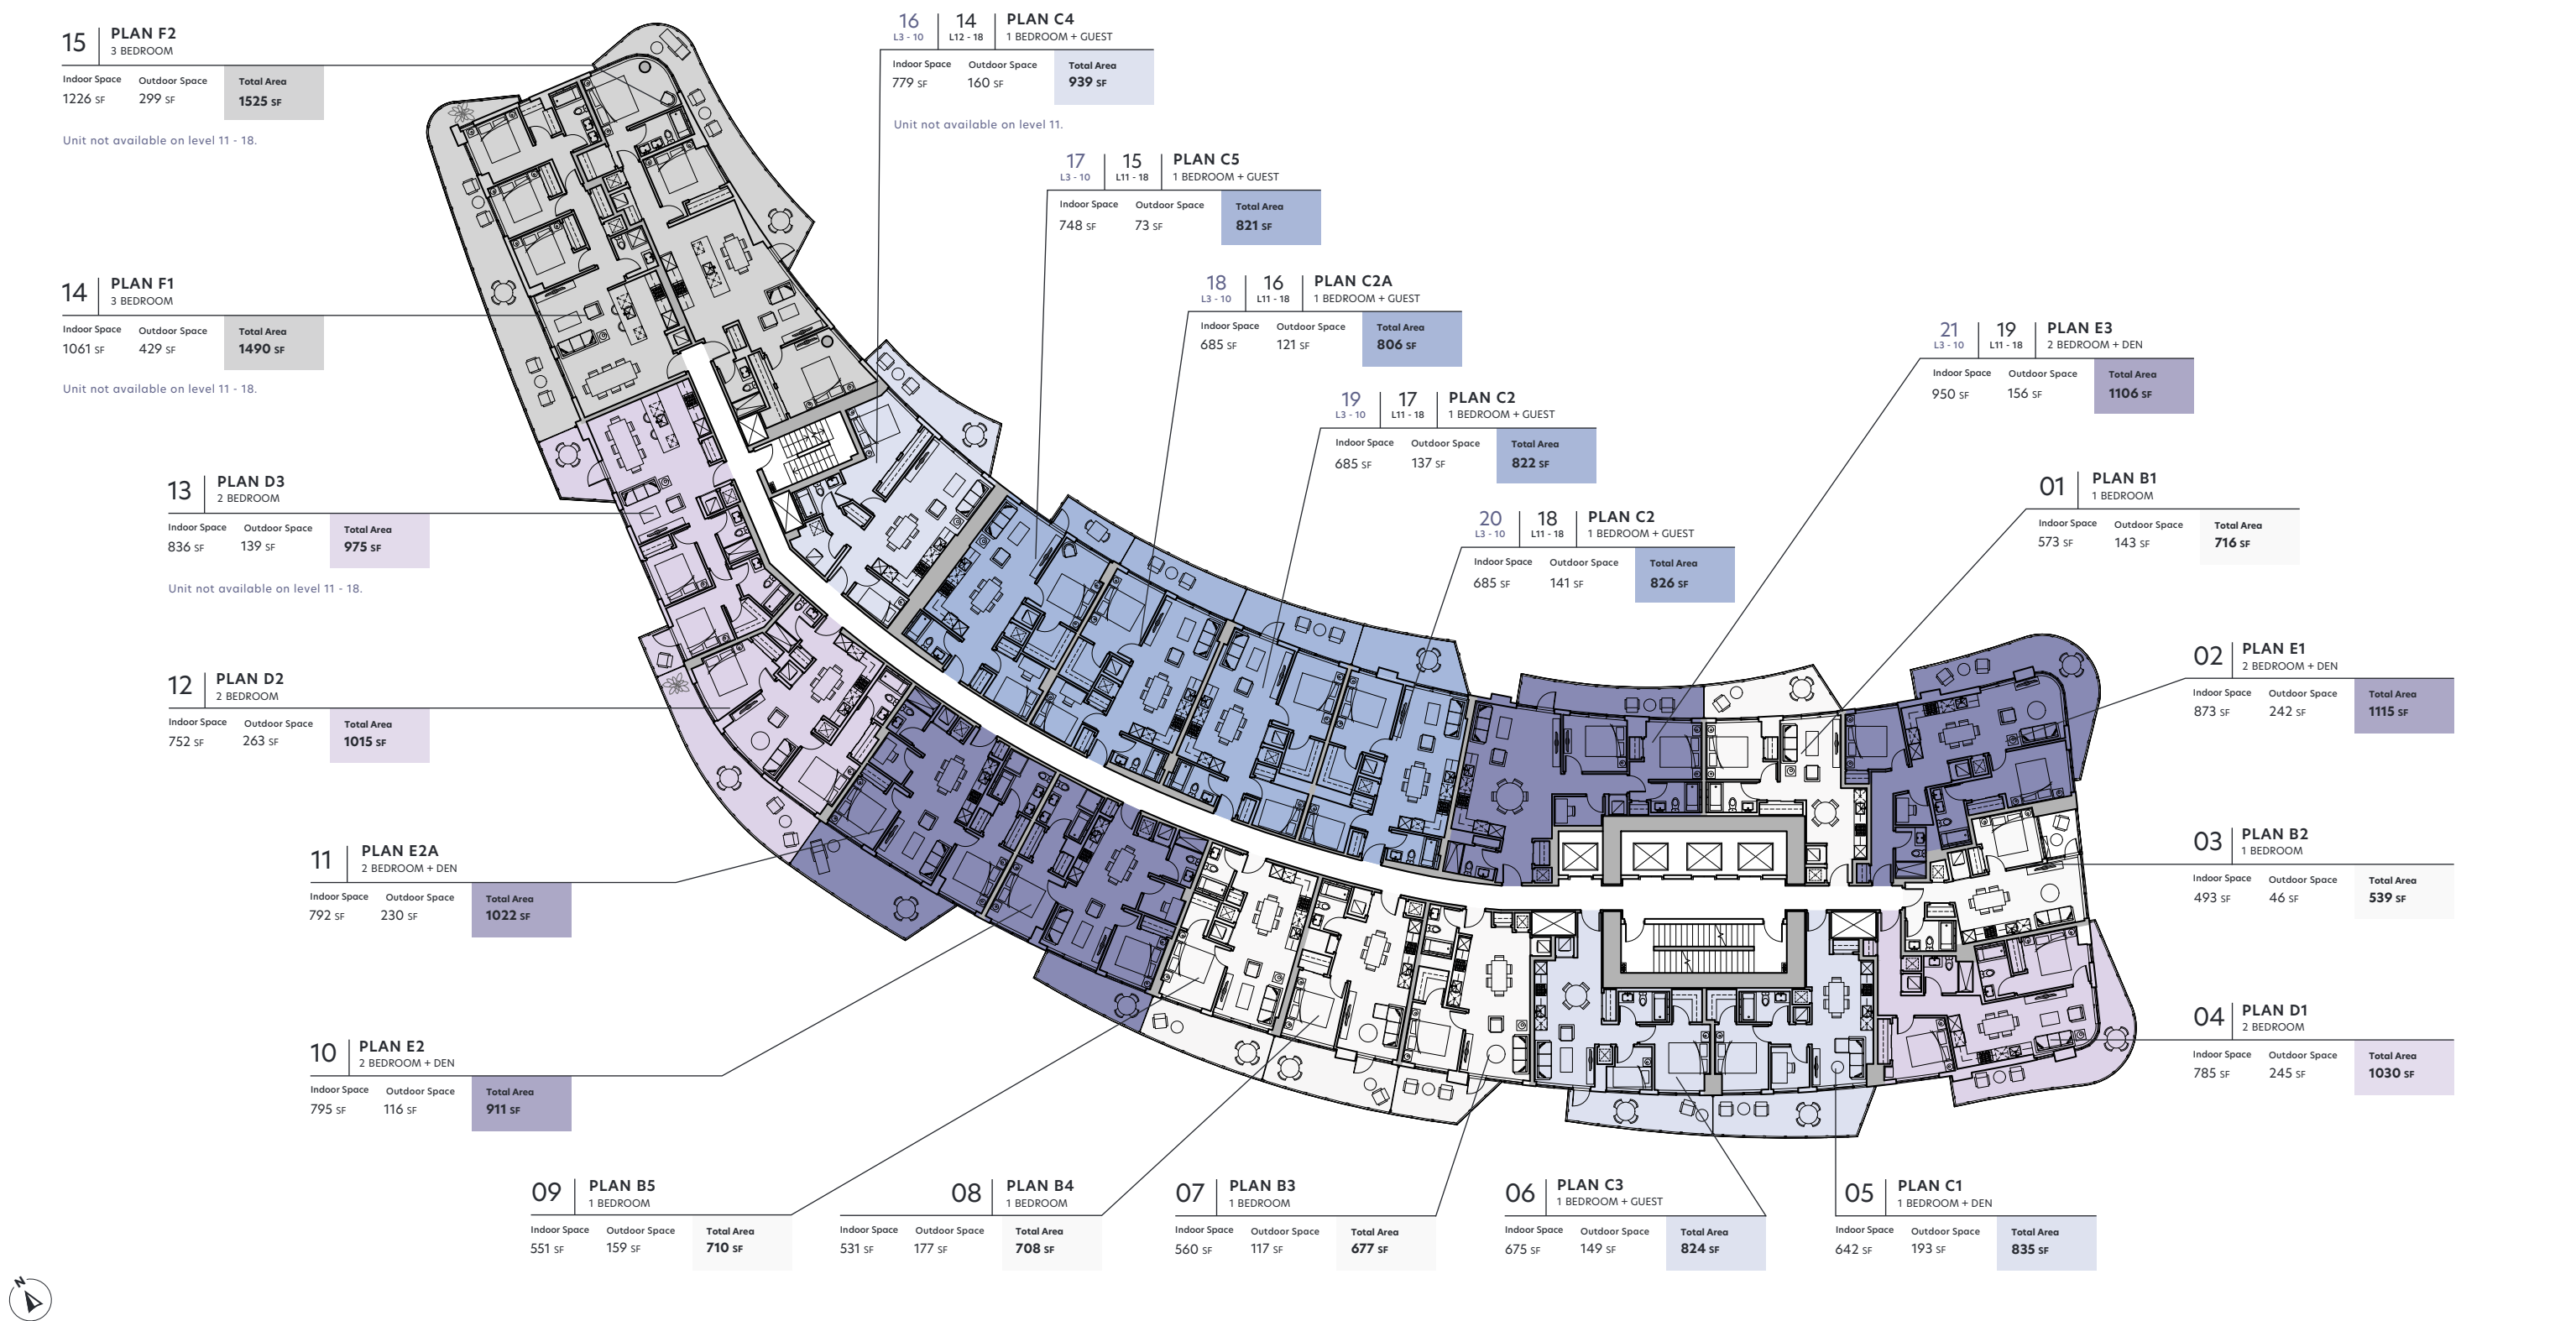 15 PLAN F2
3 BEDROOM
Indoor Space Outdoor Space Total Area
1226 SF 299 SF 1525 SF
Unit not available on level 11 - 18.
16 14 PLAN C4
L3 - 10 L12 - 18 1 BEDROOM + GUEST
Indoor Space Outdoor Space Total Area
779 SF 160 SF 939 SF
Unit not available on level 11.
17 15 PLAN C5
L3 - 10 L11 - 18 1 BEDROOM + GUEST
Indoor Space Outdoor Space Total Area
748 SF 73 SF 821 SF
18 16 PLAN C2A
L3 - 10 L11 - 18 1 BEDROOM + GUEST
Indoor Space Outdoor Space Total Area
685 SF 121 SF 806 SF
14 PLAN F1
3 BEDROOM
Indoor Space Outdoor Space Total Area
1061 SF 429 SF 1490 SF
Unit not available on level 11 - 18.
21 19 PLAN E3
L3 - 10 L11 - 18 2 BEDROOM + DEN
Indoor Space Outdoor Space Total Area
950 SF 156 SF 1106 SF
19 17 PLAN C2
L3 - 10 L11 - 18 1 BEDROOM + GUEST
Indoor Space Outdoor Space Total Area
685 SF 137 SF 822 SF
13 PLAN D3
2 BEDROOM
Indoor Space Outdoor Space Total Area
836 SF 139 SF 975 SF
Unit not available on level 11 - 18.
01 PLAN B1
1 BEDROOM
Indoor Space Outdoor Space Total Area
573 SF 143 SF 716 SF
20 18 PLAN C2
L3 - 10 L11 - 18 1 BEDROOM + GUEST
Indoor Space Outdoor Space Total Area
685 SF 141 SF 826 SF
02 PLAN E1
2 BEDROOM + DEN
Indoor Space Outdoor Space Total Area
873 SF 242 SF 1115 SF
12 PLAN D2
2 BEDROOM
Indoor Space Outdoor Space Total Area
752 SF 263 SF 1015 SF
03 PLAN B2
1 BEDROOM
Indoor Space Outdoor Space Total Area
493 SF 46 SF 539 SF
11 PLAN E2A
2 BEDROOM + DEN
Indoor Space Outdoor Space Total Area
792 SF 230 SF 1022 SF
04 PLAN D1
2 BEDROOM
Indoor Space Outdoor Space Total Area
785 SF 245 SF 1030 SF
10 PLAN E2
2 BEDROOM + DEN
Indoor Space Outdoor Space Total Area
795 SF 116 SF 911 SF
09 PLAN B5
1 BEDROOM
Indoor Space Outdoor Space Total Area
551 SF 159 SF 710 SF
08 PLAN B4
1 BEDROOM
Indoor Space Outdoor Space Total Area
531 SF 177 SF 708 SF
07 PLAN B3
1 BEDROOM
Indoor Space Outdoor Space Total Area
560 SF 117 SF 677 SF
06 PLAN C3
1 BEDROOM + GUEST
Indoor Space Outdoor Space Total Area
675 SF 149 SF 824 SF
05 PLAN C1
1 BEDROOM + DEN
Indoor Space Outdoor Space Total Area
642 SF 193 SF 835 SF
N